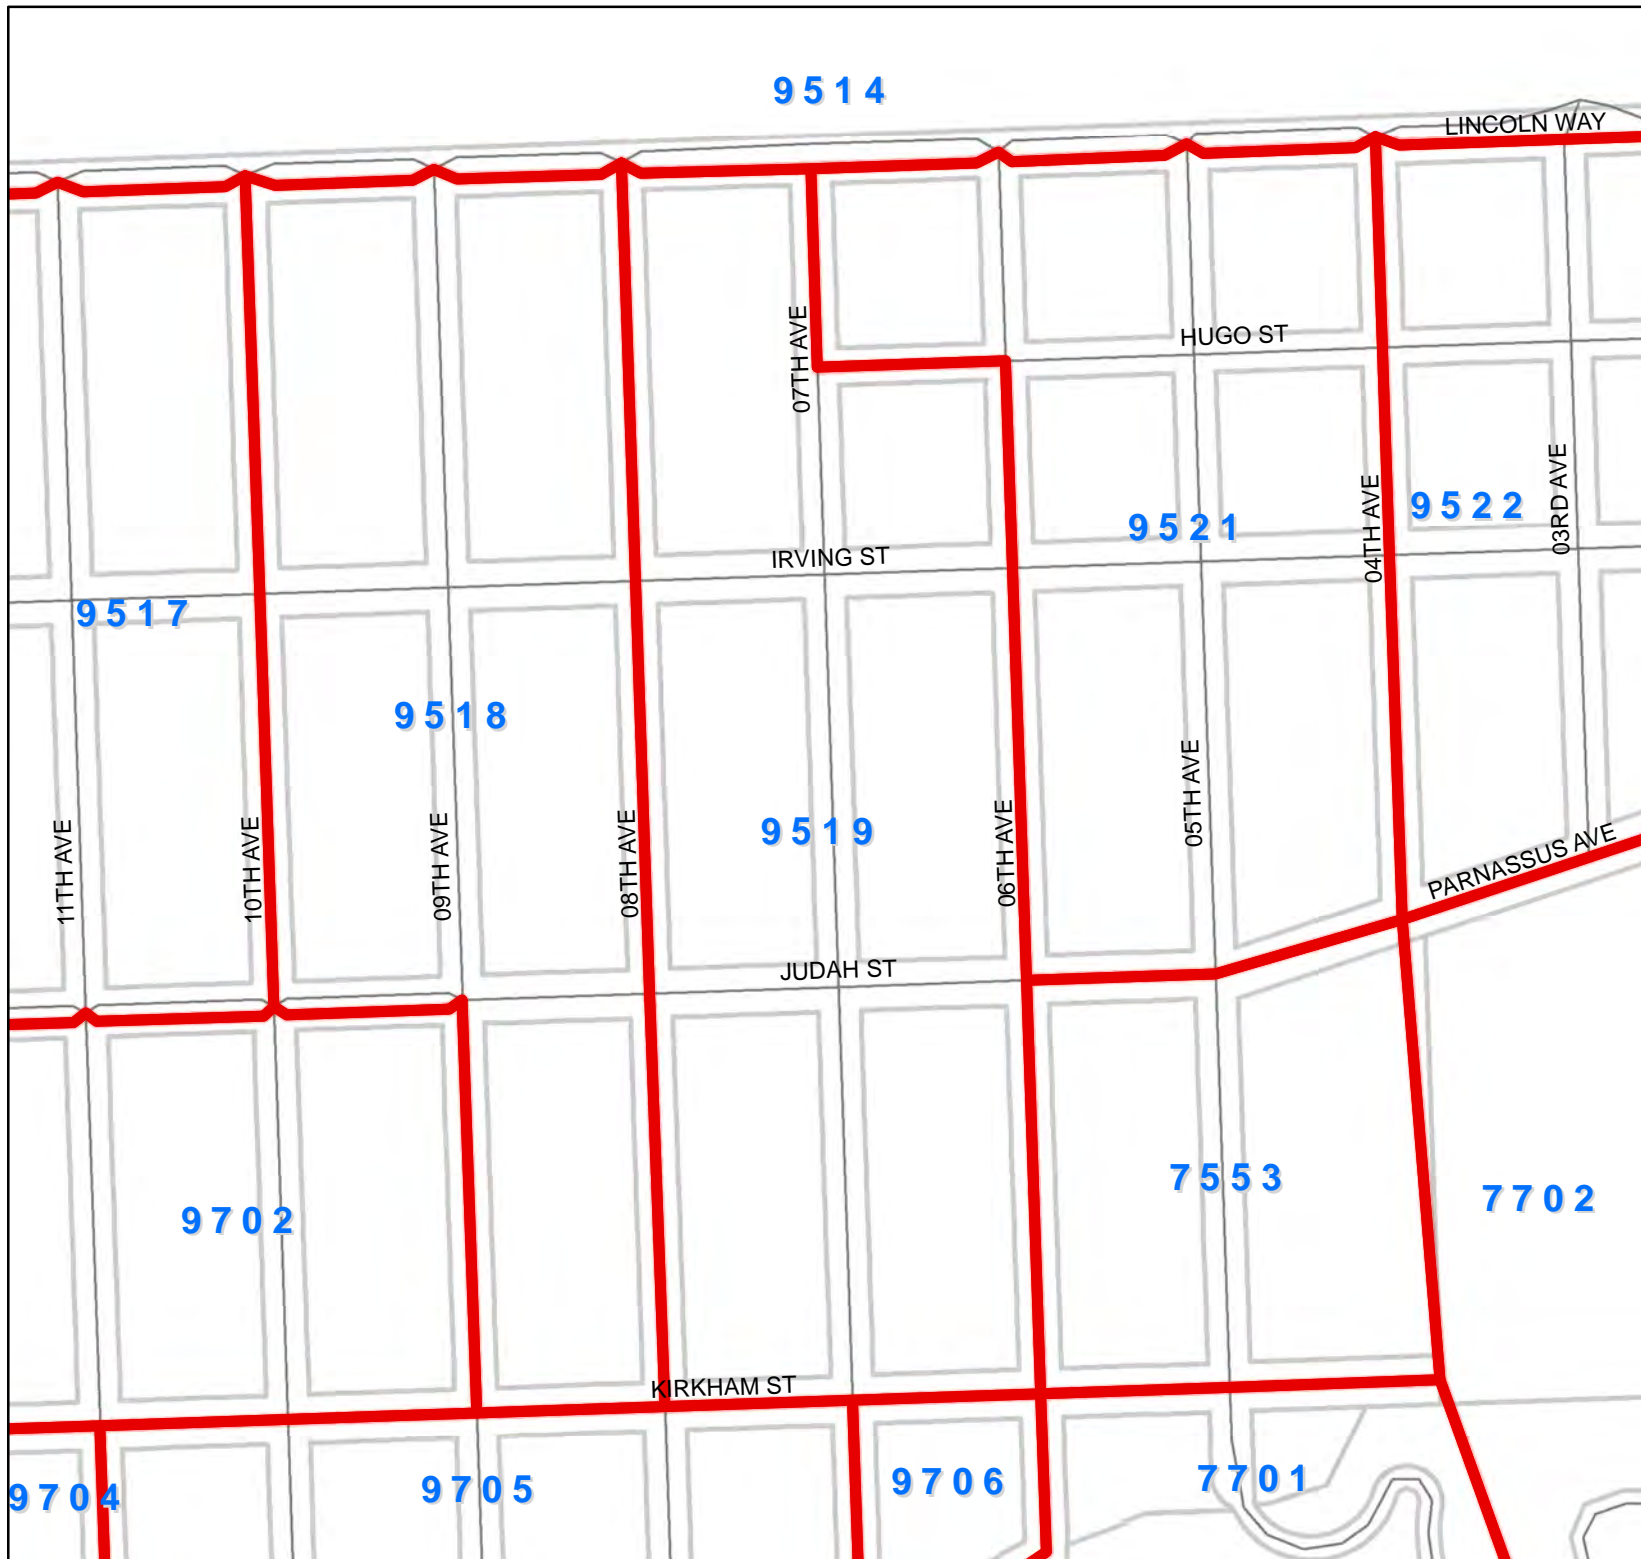 9514
LINCOLN WAY
HUGO ST
07TH AVE
03RD AVE
04TH AVE
9522
9521
IRVING ST
9517
9518
05TH AVE
9519
11TH AVE
10TH AVE
09TH AVE
08TH AVE
06TH AVE
PARNASSUS AVE
JUDAH ST
7553
7702
9702
KIRKHAM ST
9704
9705
9706
7701